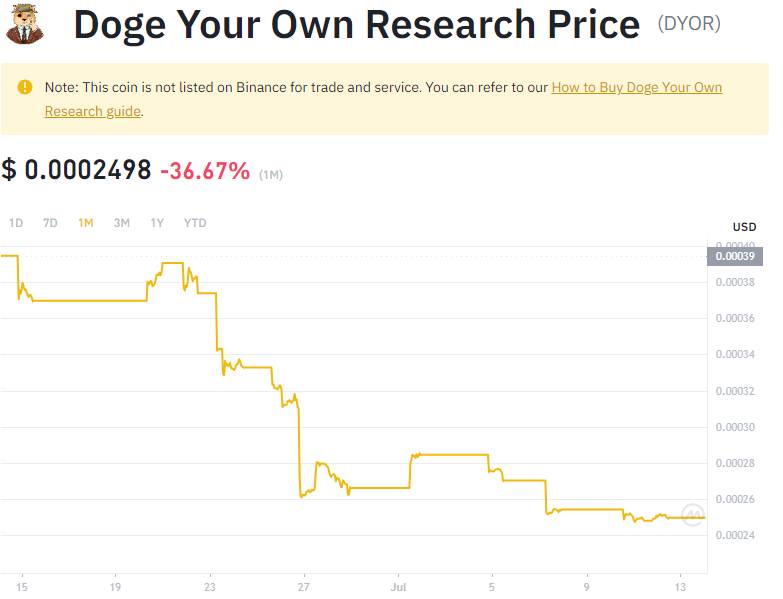 Doge Your Own Research Price (DYOR)
Note: This coin is not listed on Binance for trade and service. You can refer to our How to Buy Doge Your Own
Research guide.
$ 0.0002498 -36.67% (1M)
1D 7D 1M 3M 1Y YTD
USD
0.00040
0.00039
0.00038
0.00036
0.00034
0.00032
0.00030
0.00028
0.00026
0.00024
15 19 23 27 Jul 5 9 13